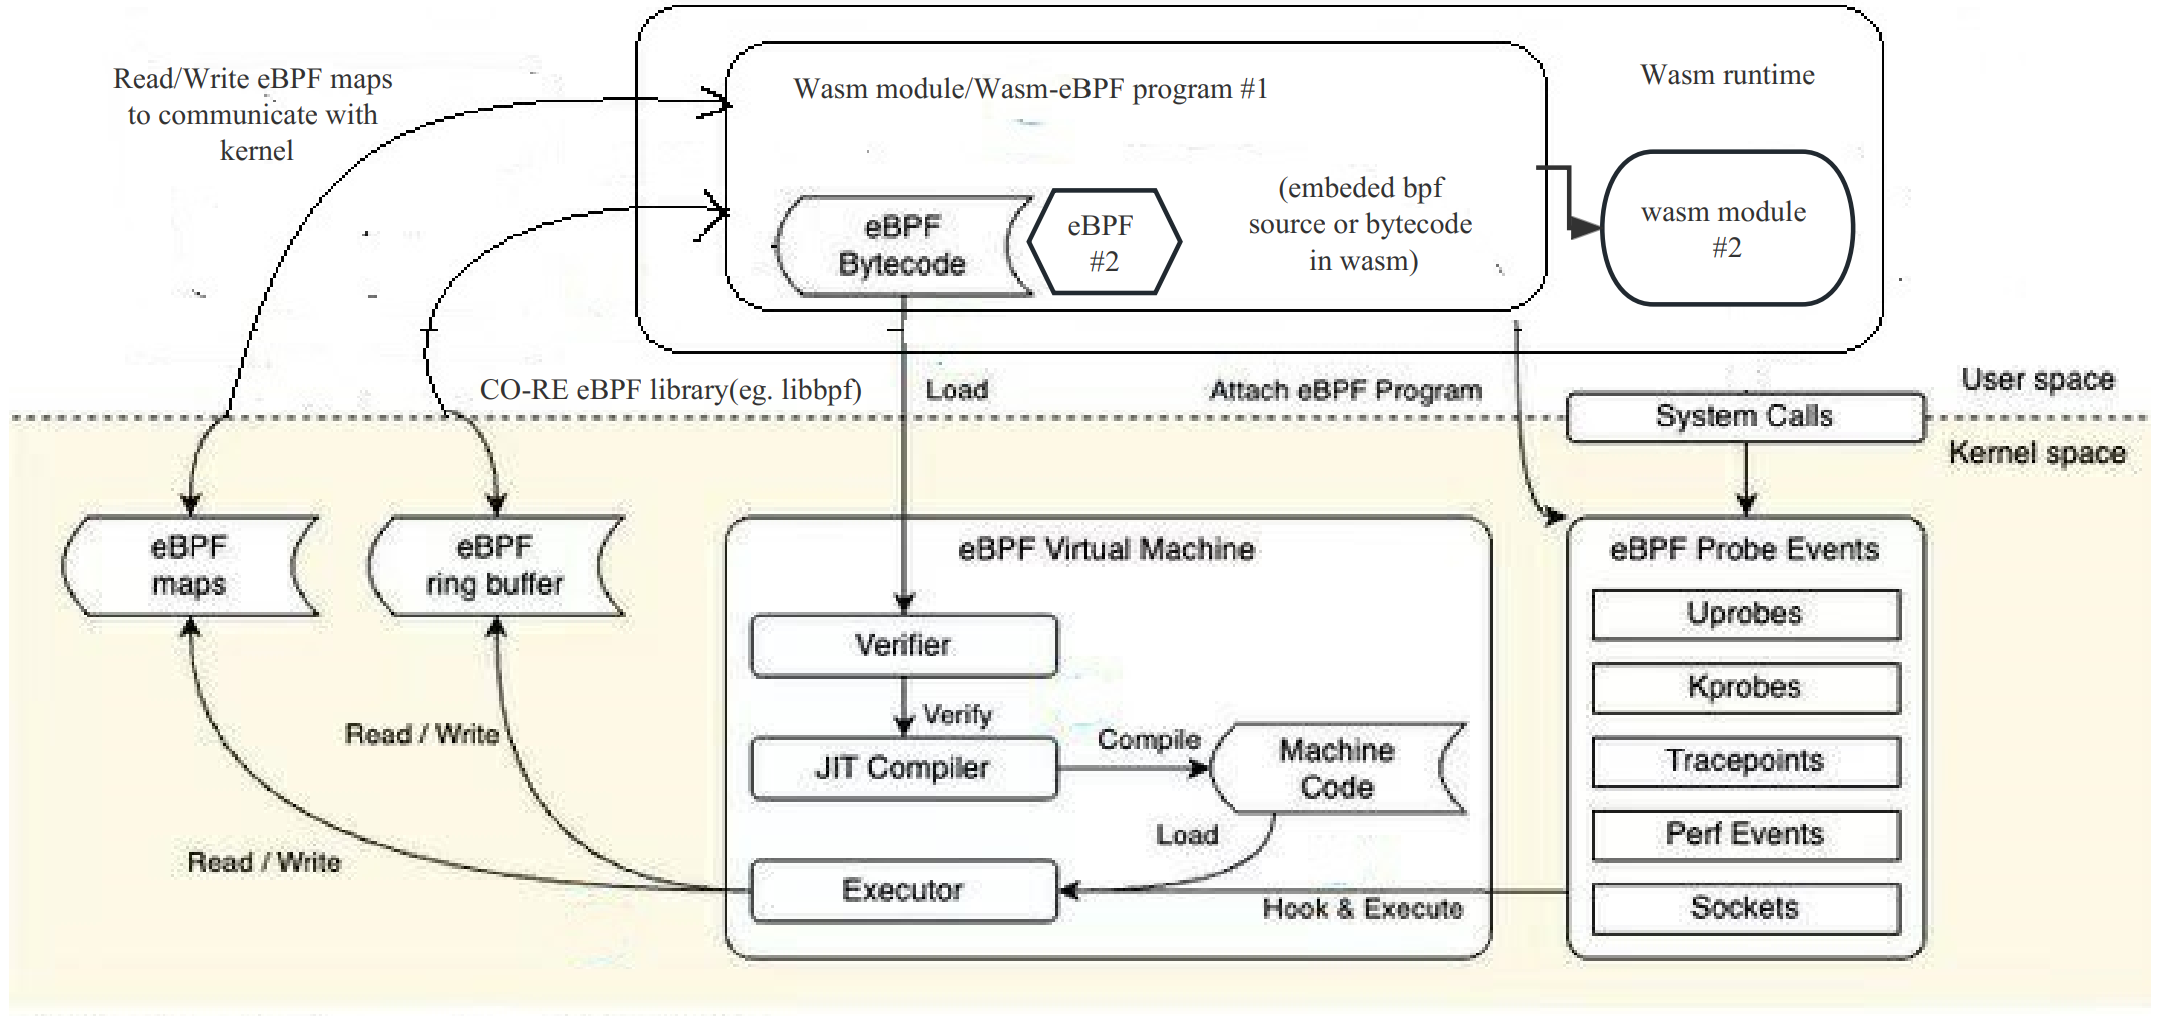 Read/Write eBPF maps
to communicate with
kernel
Wasm module/Wasm-eBPF program #1
Wasm runtime
eBPF
Bytecode
eBPF
#2
(embeded bpf
source or bytecode
in wasm)
wasm module
#2
CO-RE eBPF library(eg. libbpf)
Load
Attach eBPF Program
User space
System Calls
Kernel space
eBPF
maps
eBPF
ring buffer
eBPF Virtual Machine
Verifier
Verify
JIT Compiler
Compile
Machine
Code
Load
Executor
Hook & Execute
Read / Write
Read / Write
eBPF Probe Events
Uprobes
Kprobes
Tracepoints
Perf Events
Sockets